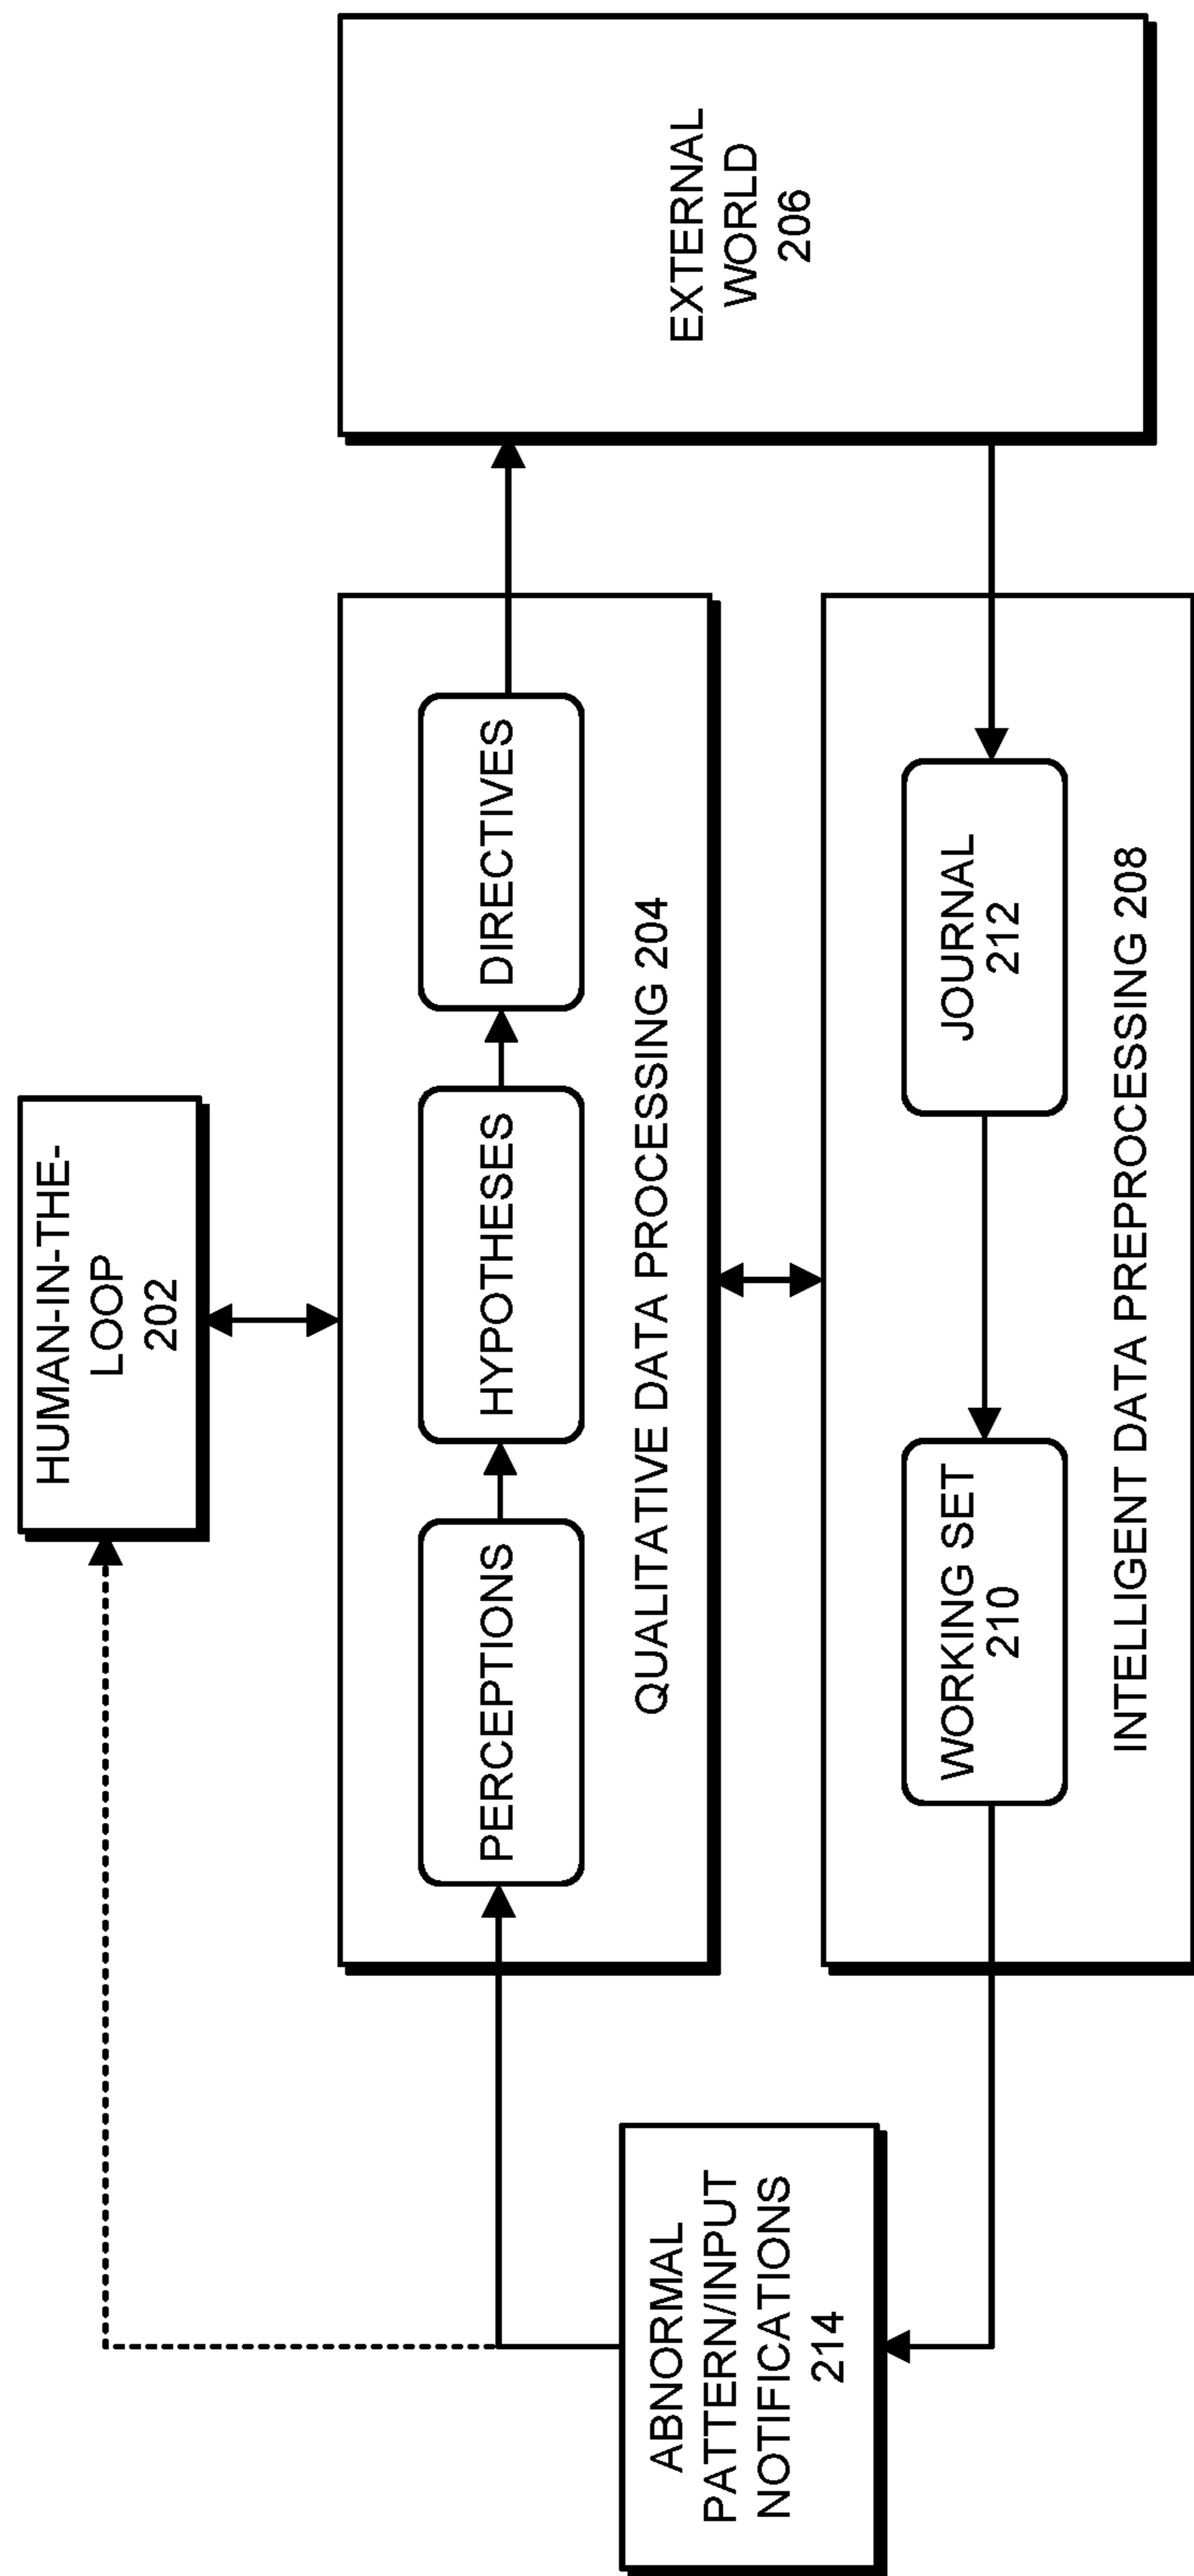 HUMAN-IN-THE-
LOOP
202
PERCEPTIONS
HYPOTHESES
DIRECTIVES
QUALITATIVE DATA PROCESSING 204
EXTERNAL
WORLD
206
ABNORMAL
PATTERN/INPUT
NOTIFICATIONS
214
WORKING SET
210
JOURNAL
212
INTELLIGENT DATA PREPROCESSING 208